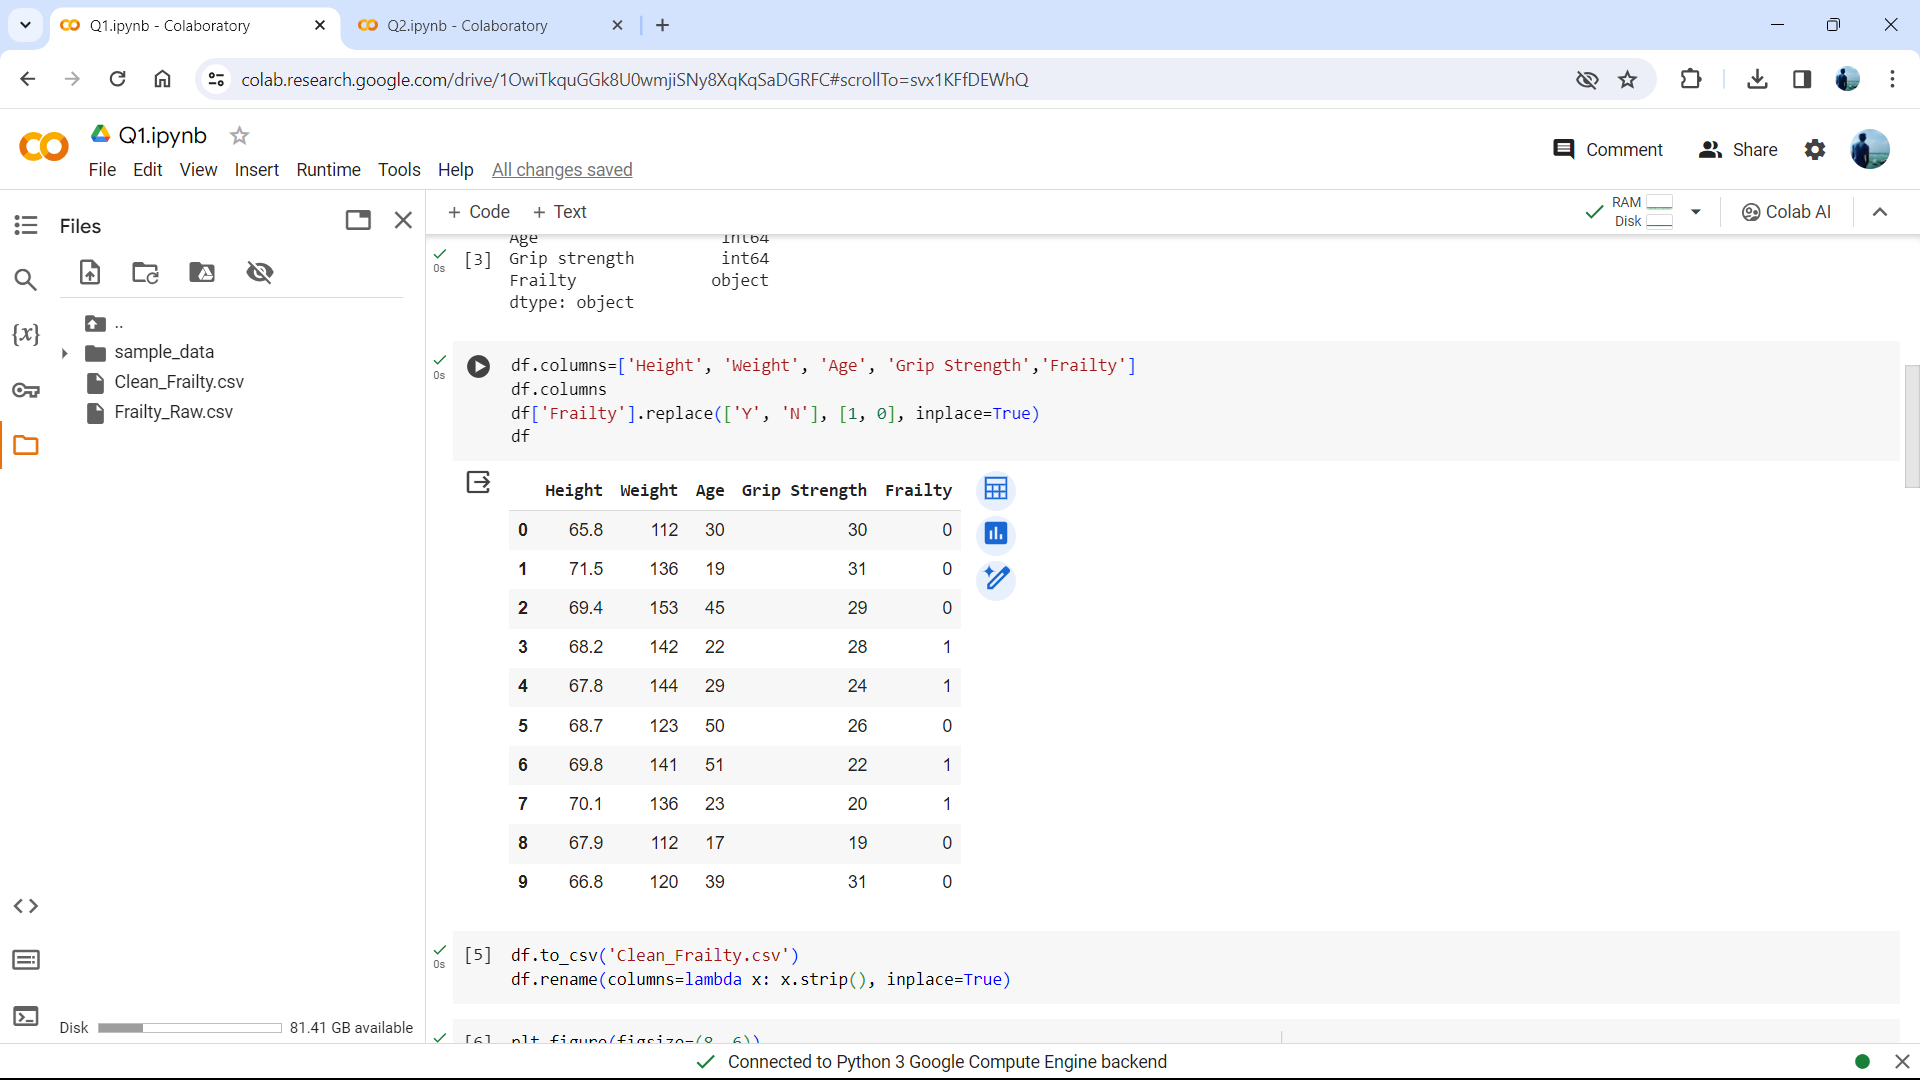 Q1.ipynb - Colaboratory
Q2.ipynb - Colaboratory
colab.research.google.com/drive/1OwiTkquGGk8U0wmjiSNy8XqKqSaDGRFC#scrollTo=svx1KFfDEWhQ
Q1.ipynb
Comment
Share
File Edit View Insert Runtime Tools Help All changes saved
Files
+ Code + Text
RAM
Disk
Colab AI
..
sample_data
Clean_Frailty.csv
Frailty_Raw.csv
Disk
81.41 GB available
Age int64
0s
[3] Grip strength int64
Frailty object
dtype: object
0s
df.columns=['Height', 'Weight', 'Age', 'Grip Strength','Frailty']
df.columns
df['Frailty'].replace(['Y', 'N'], [1, 0], inplace=True)
df
Height Weight Age Grip Strength Frailty
0 65.8 112 30 30 0
1 71.5 136 19 31 0
2 69.4 153 45 29 0
3 68.2 142 22 28 1
4 67.8 144 29 24 1
5 68.7 123 50 26 0
6 69.8 141 51 22 1
7 70.1 136 23 20 1
8 67.9 112 17 19 0
9 66.8 120 39 31 0
0s
[5] df.to_csv('Clean_Frailty.csv')
df.rename(columns=lambda x: x.strip(), inplace=True)
[6] plt.figure(figsize=(8, 6))
Connected to Python 3 Google Compute Engine backend